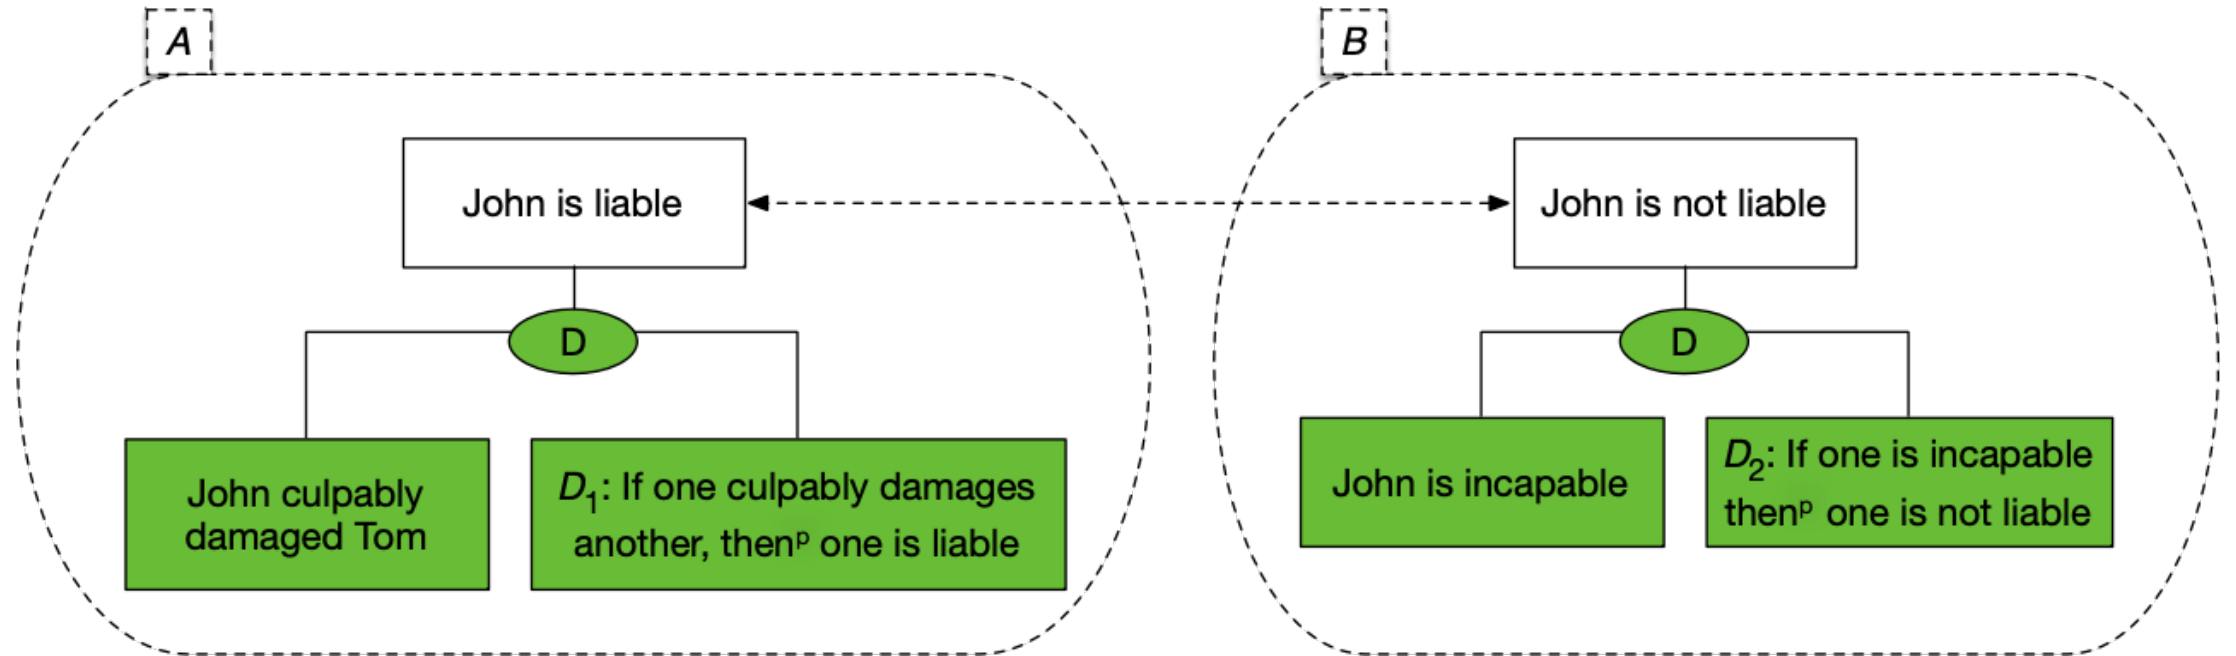 A
B
John is liable
John is not liable
D
D
John culpably
damaged Tom
D₁: If one culpably damages
another, thenᵖ one is liable
John is incapable
D₂: If one is incapable
thenᵖ one is not liable